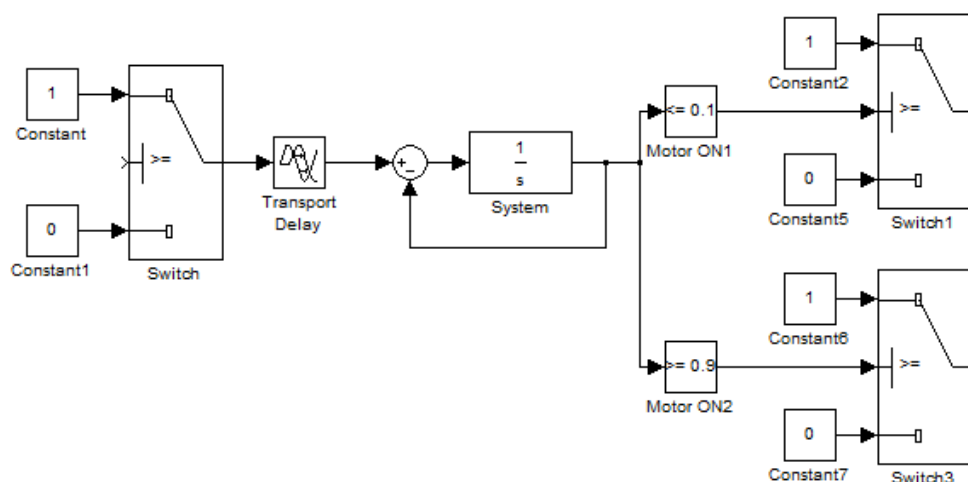 1
Constant
>=
0
Constant1
Switch
Transport
Delay
+
−
1
s
System
<= 0.1
Motor ON1
>= 0.9
Motor ON2
1
Constant2
>=
0
Constant5
Switch1
1
Constant6
>=
0
Constant7
Switch3